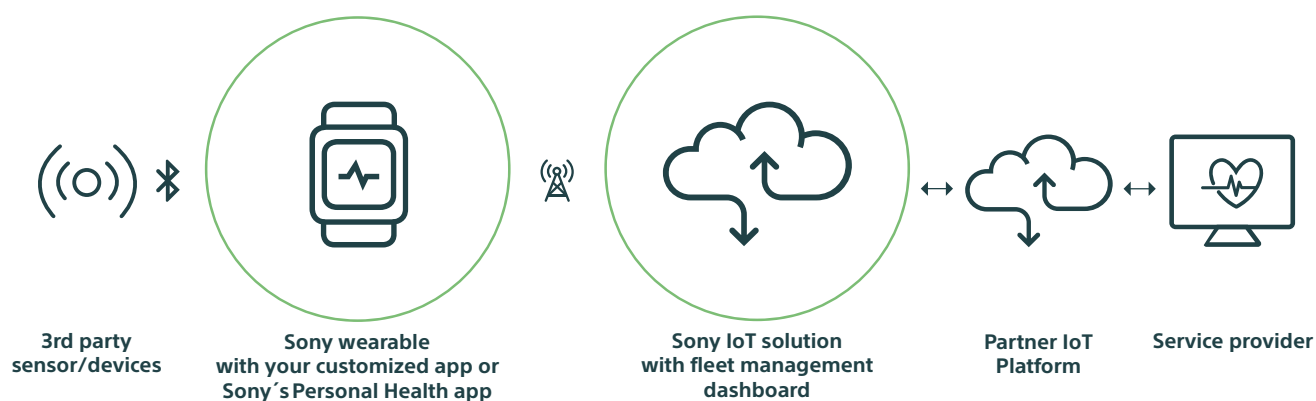 3rd party
sensor/devices
Sony wearable
with your customized app or
Sony´s Personal Health app
Sony IoT solution
with fleet management
dashboard
Partner IoT
Platform
Service provider